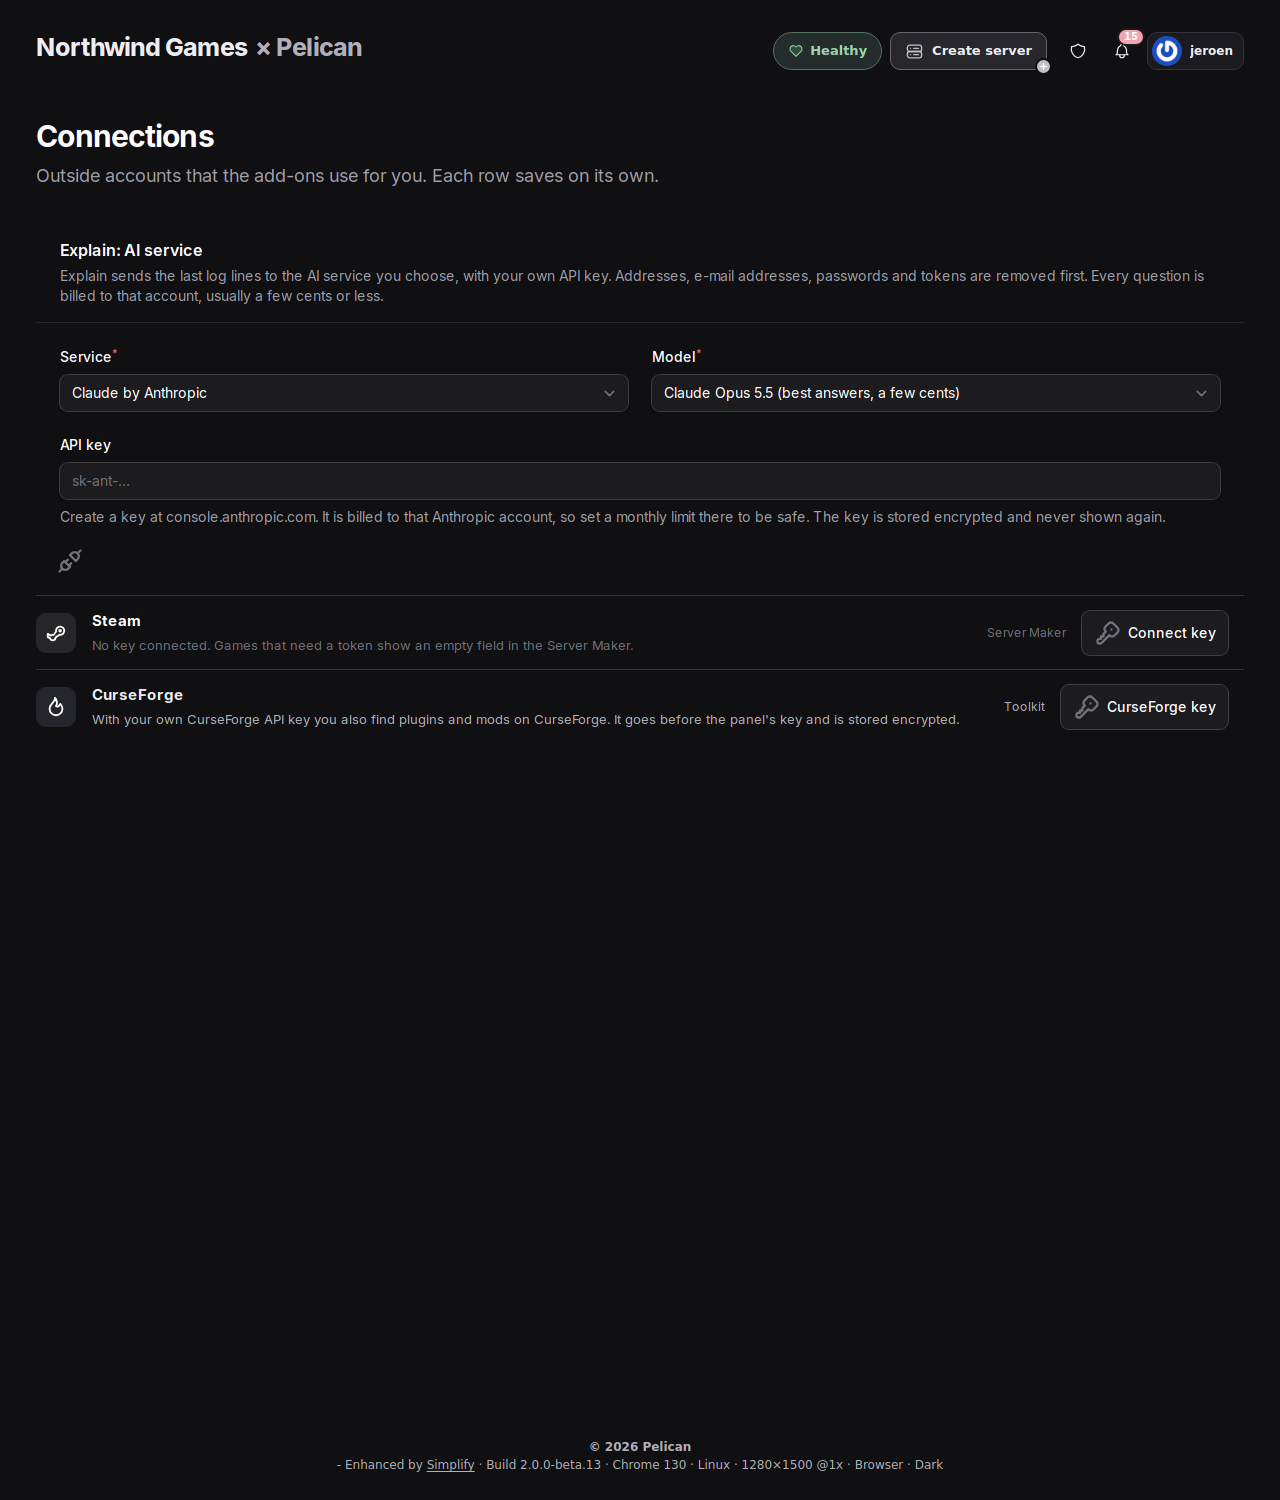 Northwind Games × Pelican
Healthy
Create server
15
jeroen
Connections
Outside accounts that the add-ons use for you. Each row saves on its own.
Explain: AI service
Explain sends the last log lines to the AI service you choose, with your own API key. Addresses, e-mail addresses, passwords and tokens are removed first. Every question is
billed to that account, usually a few cents or less.
Service*
Model*
Claude by Anthropic
Claude Opus 5.5 (best answers, a few cents)
API key
sk-ant-...
Create a key at console.anthropic.com. It is billed to that Anthropic account, so set a monthly limit there to be safe. The key is stored encrypted and never shown again.
Steam
No key connected. Games that need a token show an empty field in the Server Maker.
Server Maker
Connect key
CurseForge
With your own CurseForge API key you also find plugins and mods on CurseForge. It goes before the panel's key and is stored encrypted.
Toolkit
CurseForge key
© 2026 Pelican
- Enhanced by Simplify · Build 2.0.0-beta.13 · Chrome 130 · Linux · 1280×1500 @1x · Browser · Dark